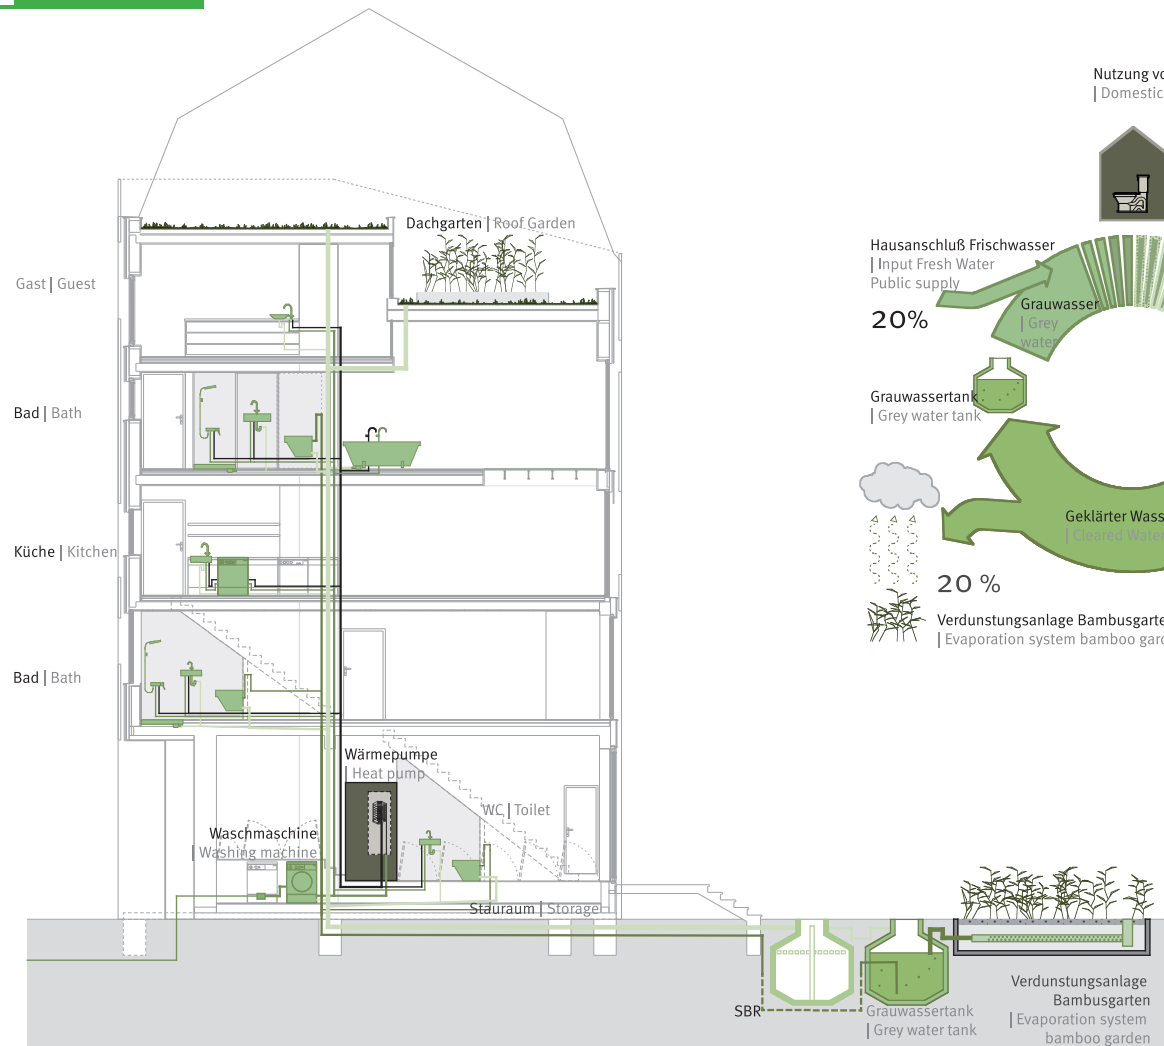 Nutzung vo
| Domestic
Dachgarten | Roof Garden
Hausanschluß Frischwasser
| Input Fresh Water
Public supply
20%
Gast | Guest
Grauwasser
| Grey
water
Grauwassertank
| Grey water tank
Bad | Bath
Geklärter Wass
| Cleared Water
Küche | Kitchen
20 %
Verdunstungsanlage Bambusgarte
| Evaporation system bamboo gard
Bad | Bath
Wärmepumpe
| Heat pump
WC | Toilet
Waschmaschine
| Washing machine
Stauraum | Storage
SBR
Grauwassertank
| Grey water tank
Verdunstungsanlage
Bambusgarten
| Evaporation system
bamboo garden